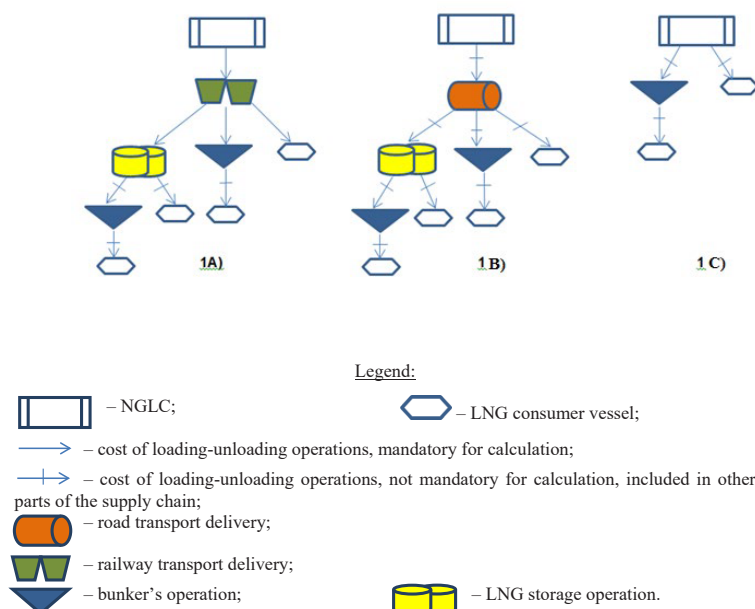 1A)
1 B)
1 C)
Legend:
– NGLC;
– LNG consumer vessel;
– cost of loading-unloading operations, mandatory for calculation;
– cost of loading-unloading operations, not mandatory for calculation, included in other
parts of the supply chain;
– road transport delivery;
– railway transport delivery;
– bunker’s operation;
– LNG storage operation.